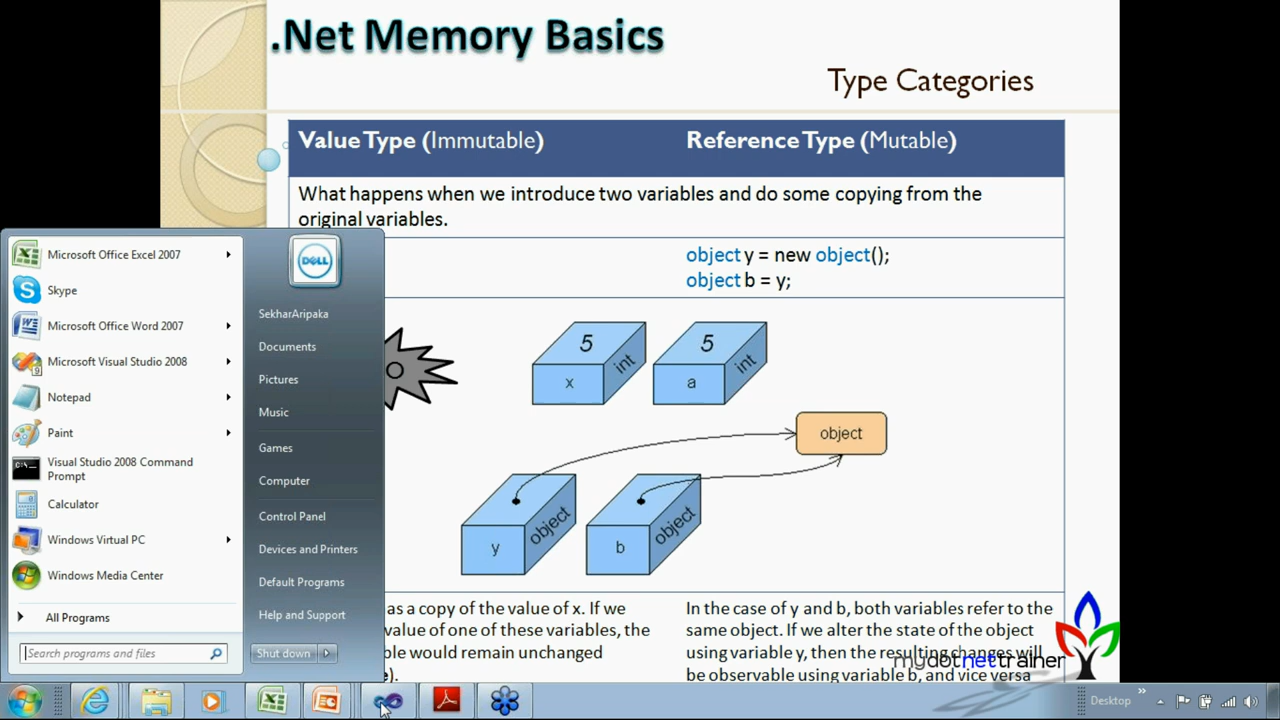 .Net Memory Basics
Type Categories
Value Type (Immutable)
Reference Type (Mutable)
What happens when we introduce two variables and do some copying from the
original variables.
object y = new object();
object b = y;
5
int
x
5
int
a
object
object
y
object
b
as a copy of the value of x. If we
value of one of these variables, the
ble would remain unchanged
In the case of y and b, both variables refer to the
same object. If we alter the state of the object
using variable y, then the resulting changes will
be observable using variable b, and vice versa
mydotnettrainer
Microsoft Office Excel 2007
Skype
Microsoft Office Word 2007
Microsoft Visual Studio 2008
Notepad
Paint
Visual Studio 2008 Command
Prompt
Calculator
Windows Virtual PC
Windows Media Center
All Programs
Search programs and files
DELL
SekharAripaka
Documents
Pictures
Music
Games
Computer
Control Panel
Devices and Printers
Default Programs
Help and Support
Shut down
Desktop